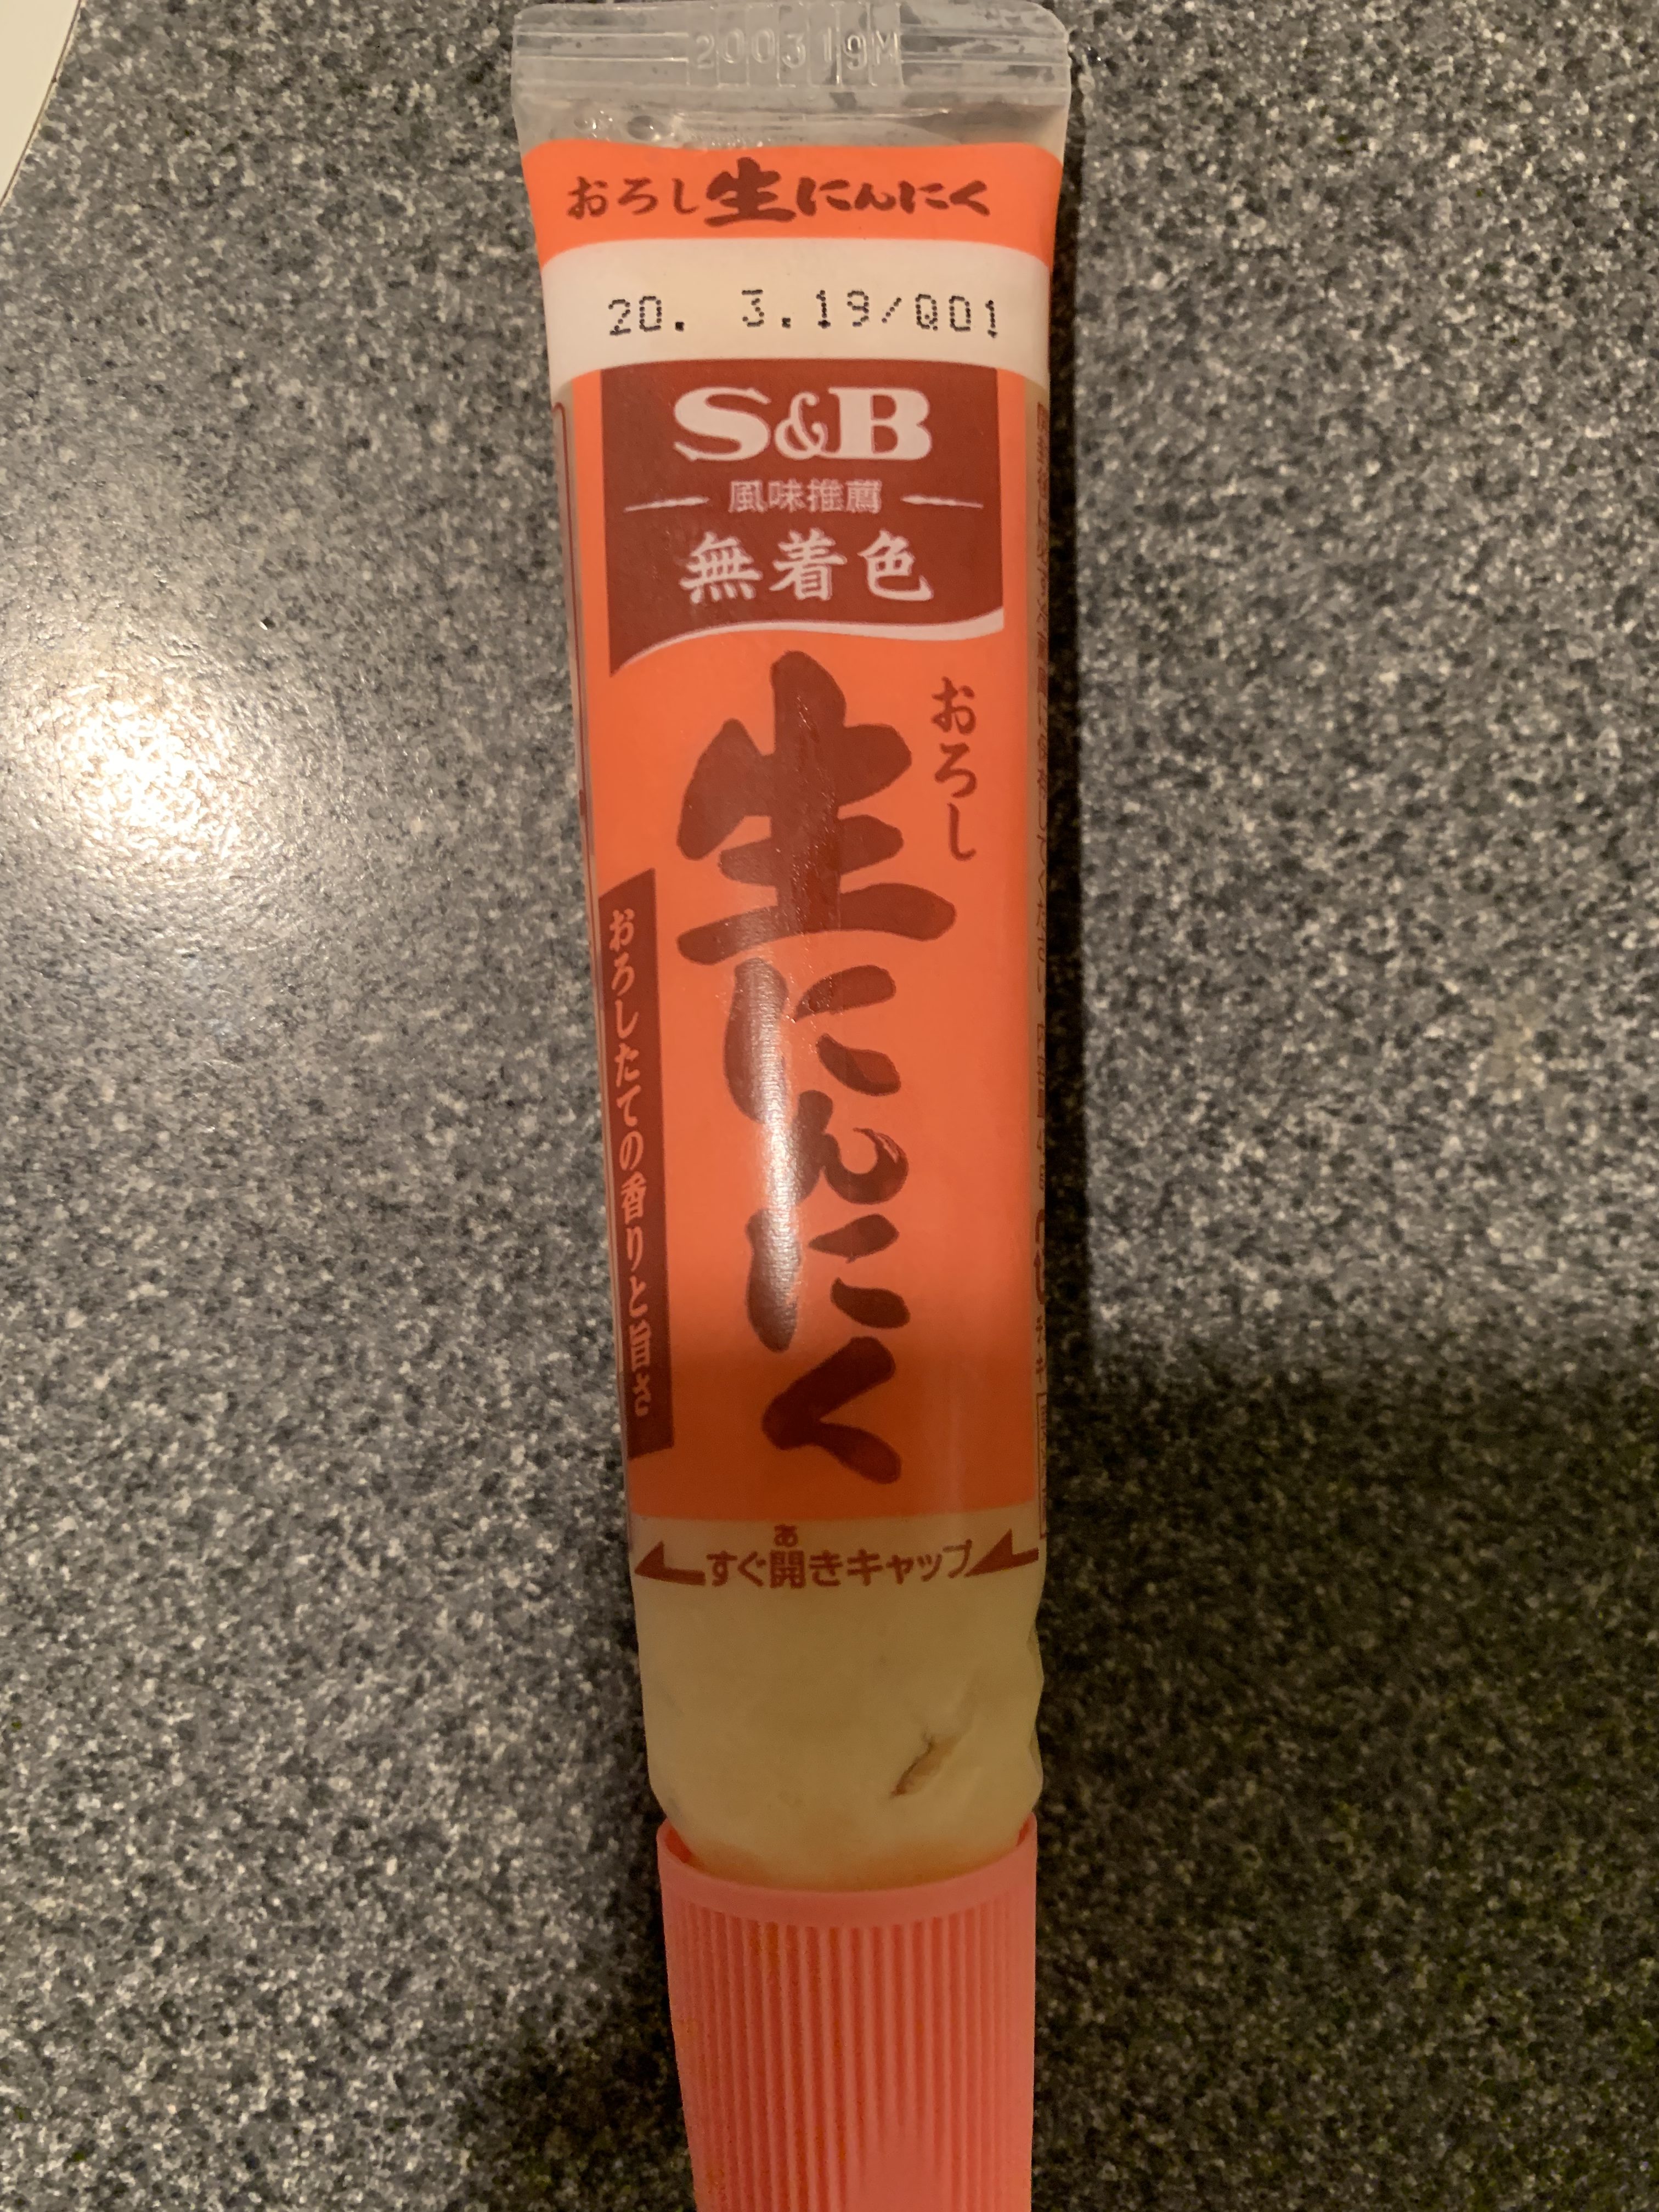 200319M
おろし生にんにく
20. 3.19/Q01
S&B
風味推薦
無着色
おろし
生にんにく
おろしたての香りと旨さ
あ
すぐ開きキャップ